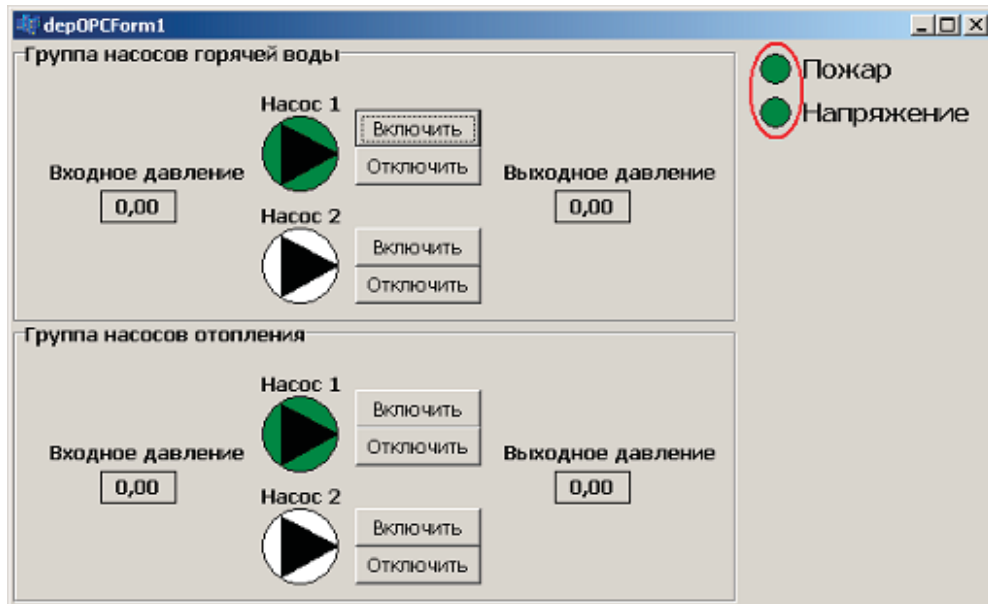 depOPCForm1
Группа насосов горячей воды
Насос 1
Включить
Отключить
Входное давление
0,00
Выходное давление
0,00
Насос 2
Включить
Отключить
Группа насосов отопления
Насос 1
Включить
Отключить
Входное давление
0,00
Выходное давление
0,00
Насос 2
Включить
Отключить
Пожар
Напряжение